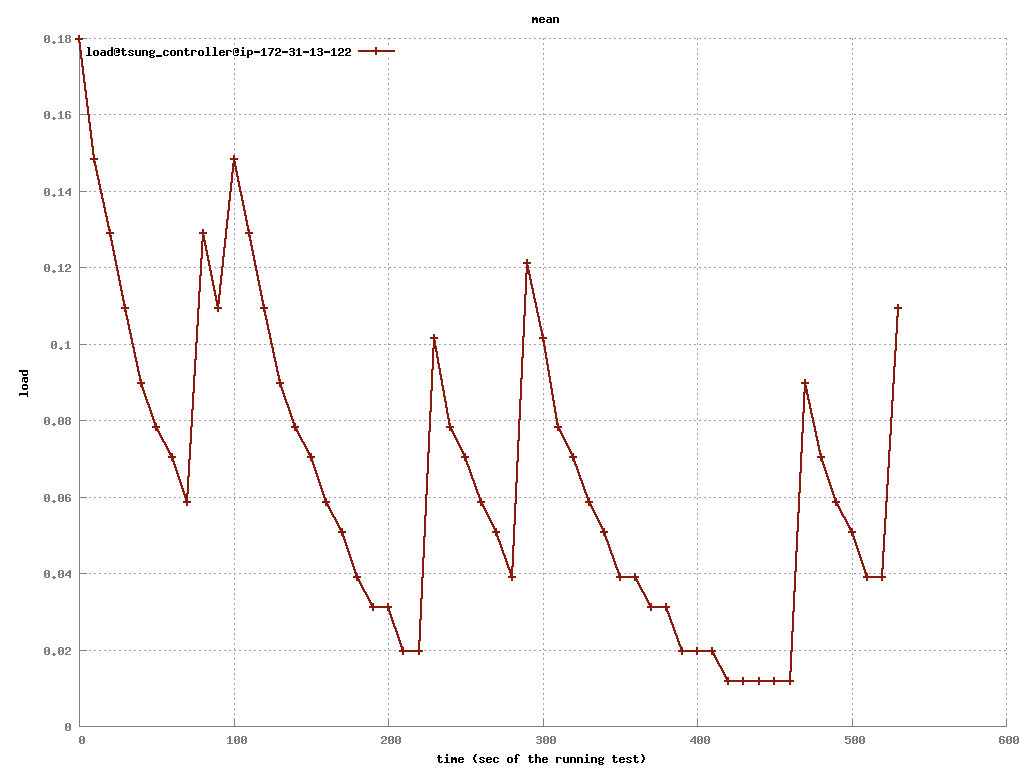 mean
load@tsung_controller@ip-172-31-13-122
0.18
0.16
0.14
0.12
0.1
0.08
0.06
0.04
0.02
0
load
0 100 200 300 400 500 600
time (sec of the running test)